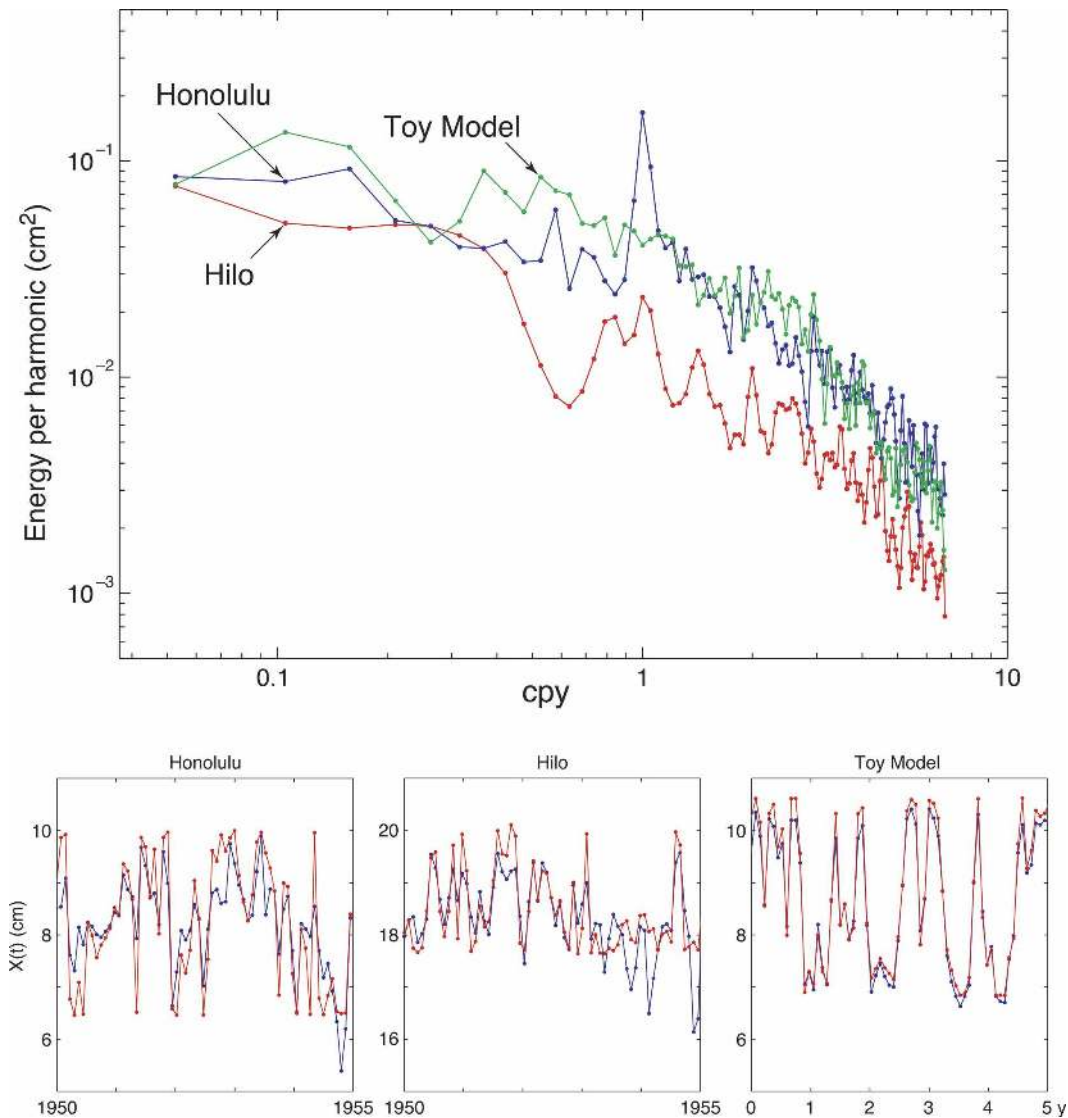 Energy per harmonic (cm²)
10⁻¹
10⁻²
10⁻³
Honolulu
Toy Model
Hilo
0.1
1
10
cpy
Honolulu
Hilo
Toy Model
X(t) (cm)
10
8
6
1950
1955
20
18
16
1950
1955
10
8
6
0
1
2
3
4
5 y